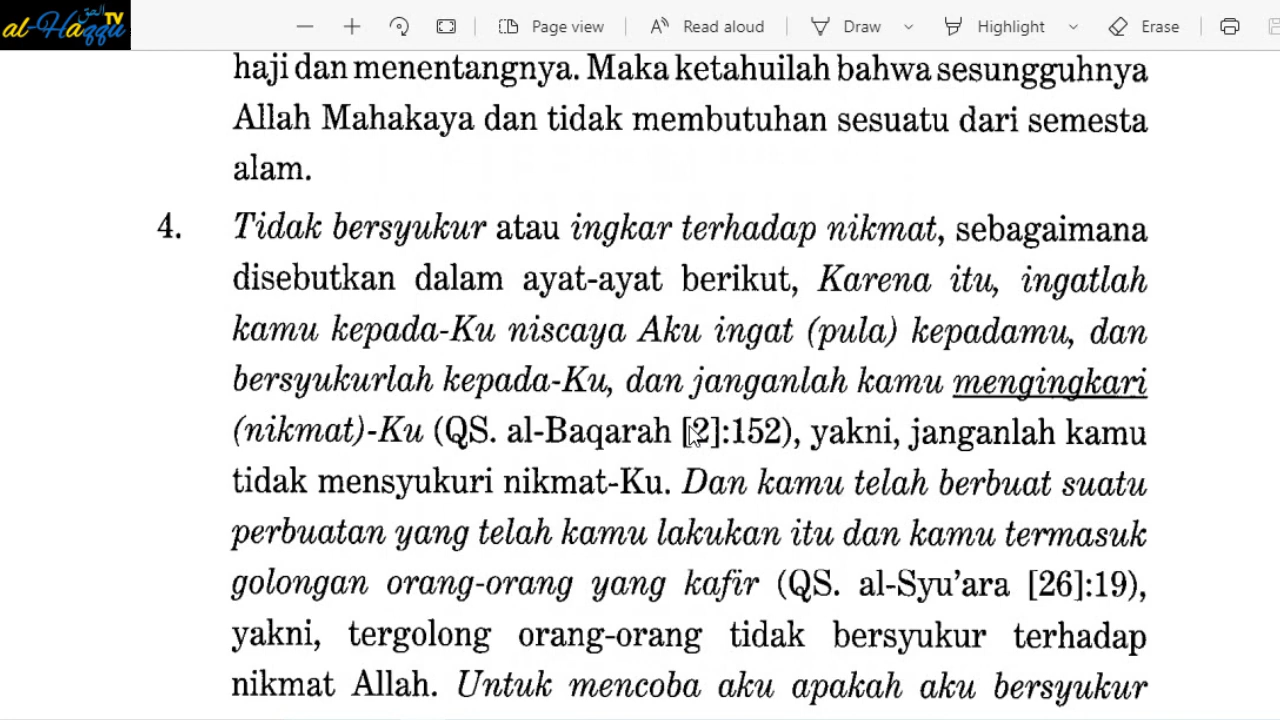 al-Haqqu TV
الحق
Page view
Read aloud
Draw
Highlight
Erase
haji dan menentangnya. Maka ketahuilah bahwa sesungguhnya
Allah Mahakaya dan tidak membutuhan sesuatu dari semesta
alam.
4. Tidak bersyukur atau ingkar terhadap nikmat, sebagaimana
disebutkan dalam ayat-ayat berikut, Karena itu, ingatlah
kamu kepada-Ku niscaya Aku ingat (pula) kepadamu, dan
bersyukurlah kepada-Ku, dan janganlah kamu mengingkari
(nikmat)-Ku (QS. al-Baqarah [2]:152), yakni, janganlah kamu
tidak mensyukuri nikmat-Ku. Dan kamu telah berbuat suatu
perbuatan yang telah kamu lakukan itu dan kamu termasuk
golongan orang-orang yang kafir (QS. al-Syu’ara [26]:19),
yakni, tergolong orang-orang tidak bersyukur terhadap
nikmat Allah. Untuk mencoba aku apakah aku bersyukur